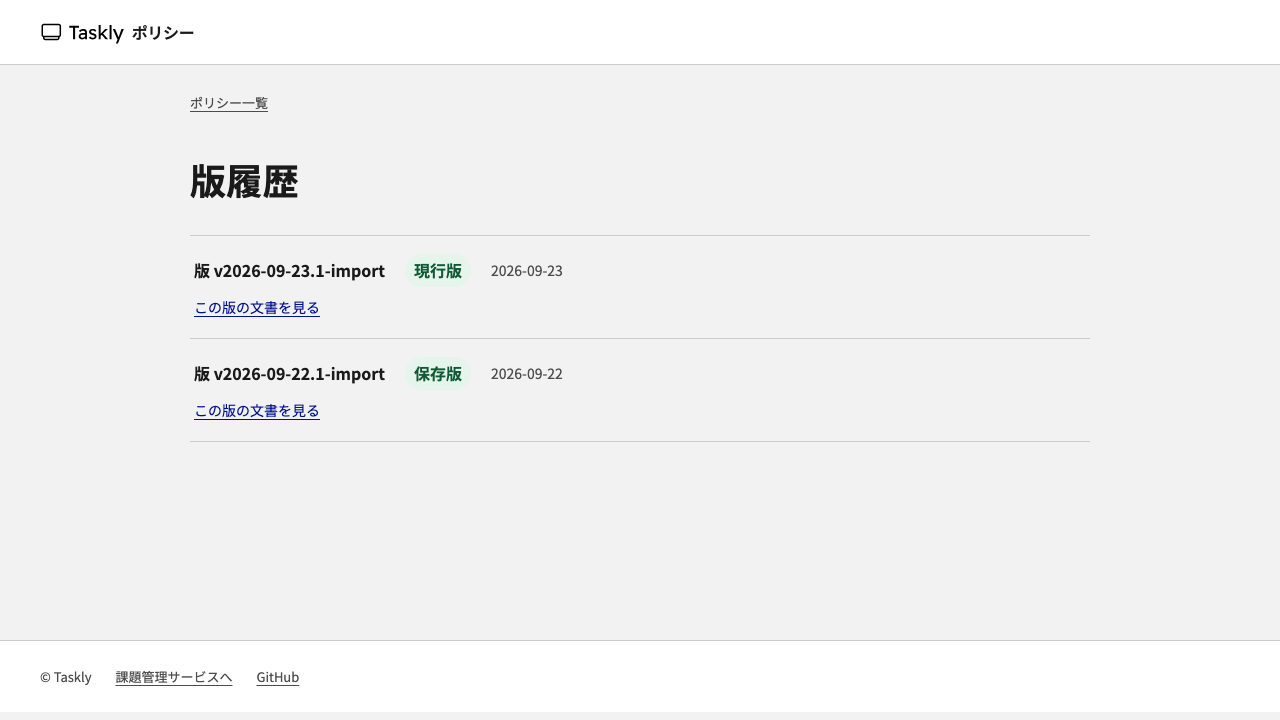 Taskly ポリシー
ポリシー一覧
版履歴
版 v2026-09-23.1-import 現行版 2026-09-23
この版の文書を見る
版 v2026-09-22.1-import 保存版 2026-09-22
この版の文書を見る
© Taskly 課題管理サービスへ GitHub